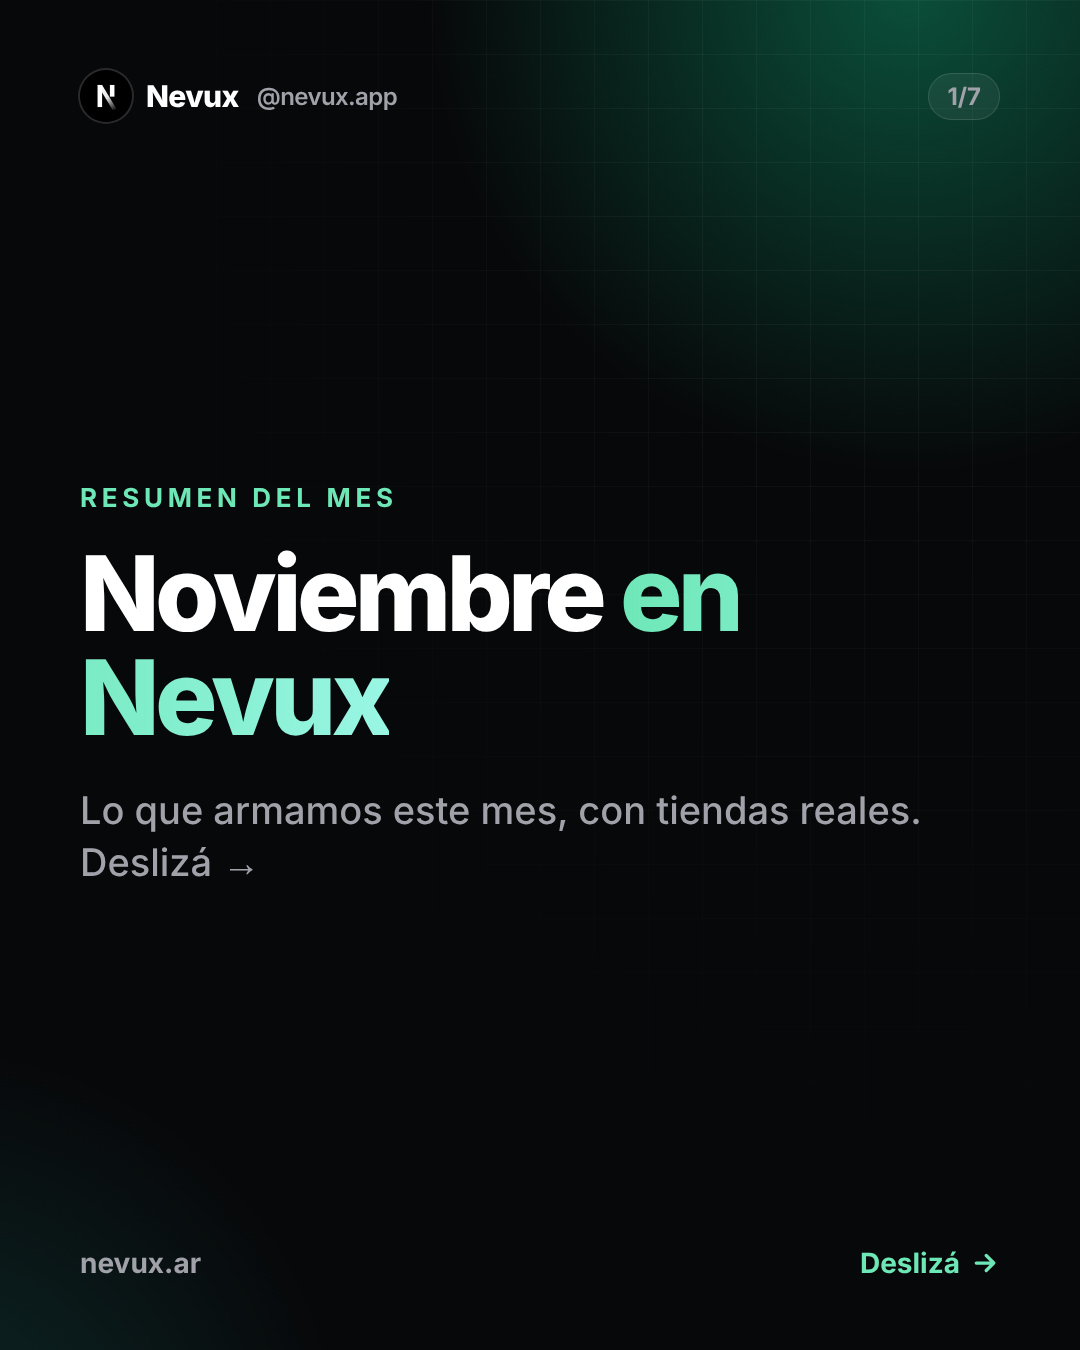 N Nevux @nevux.app 1/7
RESUMEN DEL MES
Noviembre en
Nevux
Lo que armamos este mes, con tiendas reales.
Deslizá →
nevux.ar Deslizá →